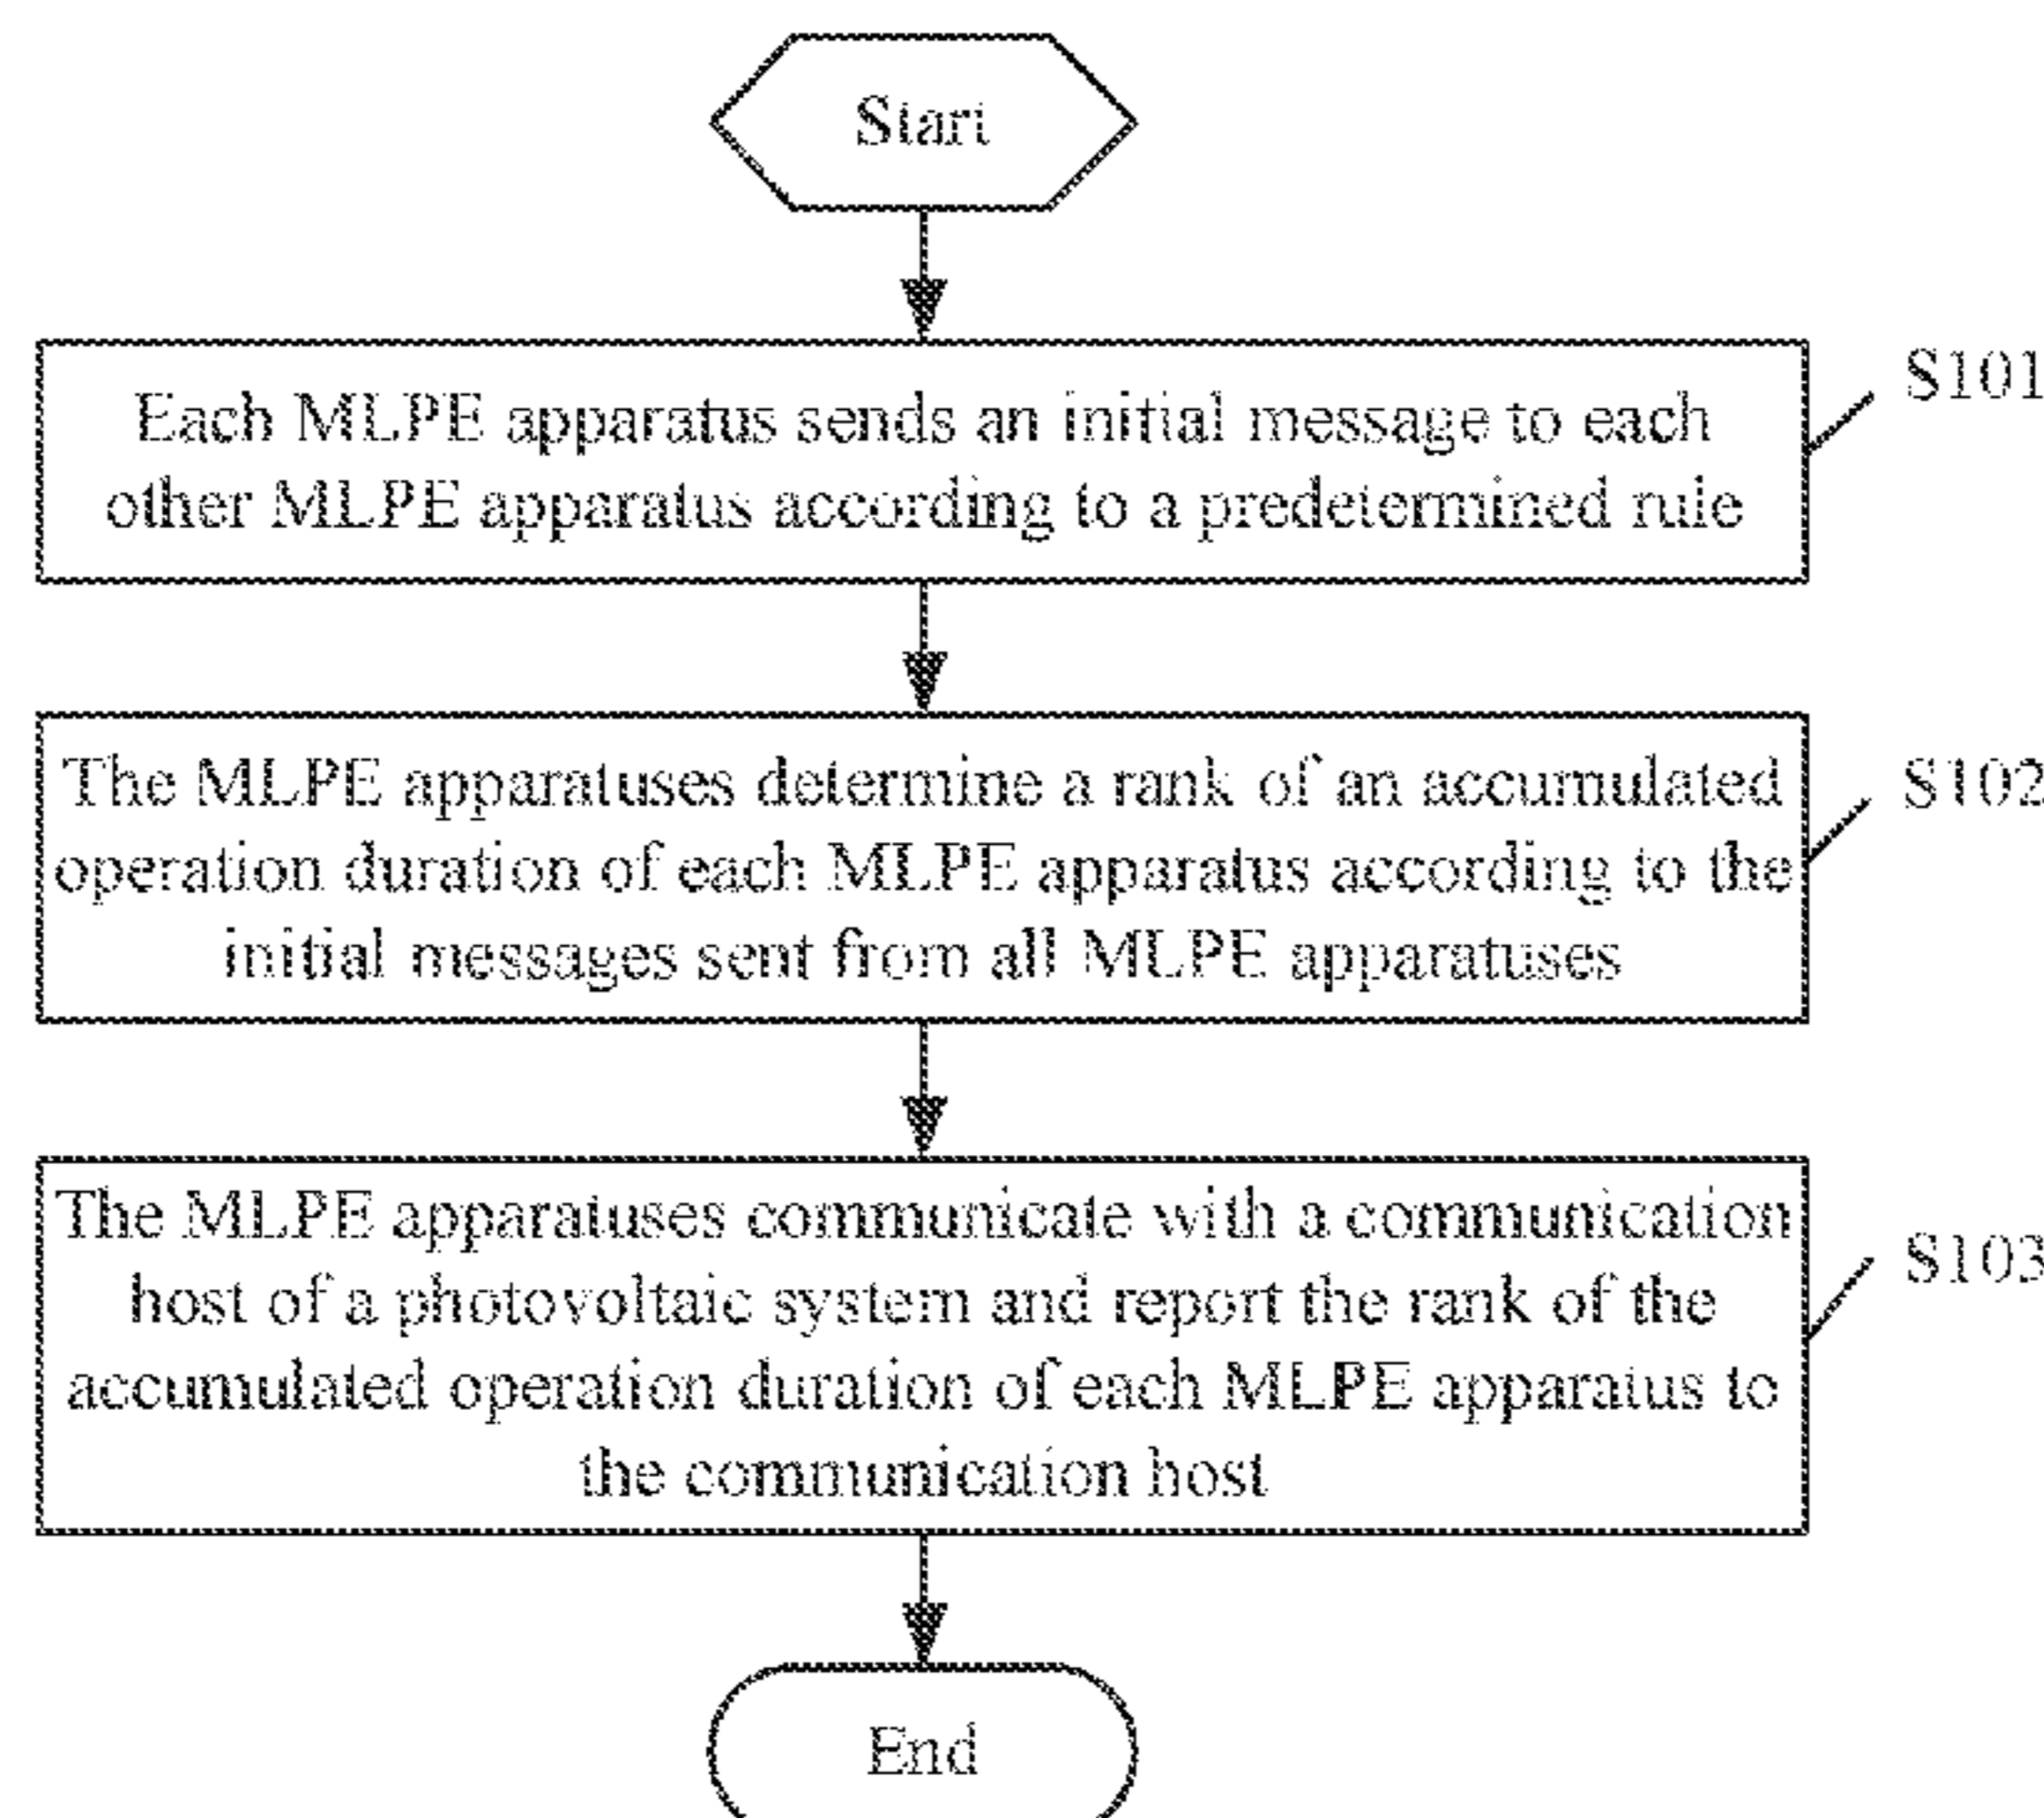 Start
Each MLPE apparatus sends an initial message to each
other MLPE apparatus according to a predetermined rule
S101
The MLPE apparatuses determine a rank of an accumulated
operation duration of each MLPE apparatus according to the
initial messages sent from all MLPE apparatuses
S102
The MLPE apparatuses communicate with a communication
host of a photovoltaic system and report the rank of the
accumulated operation duration of each MLPE apparatus to
the communication host
S103
End